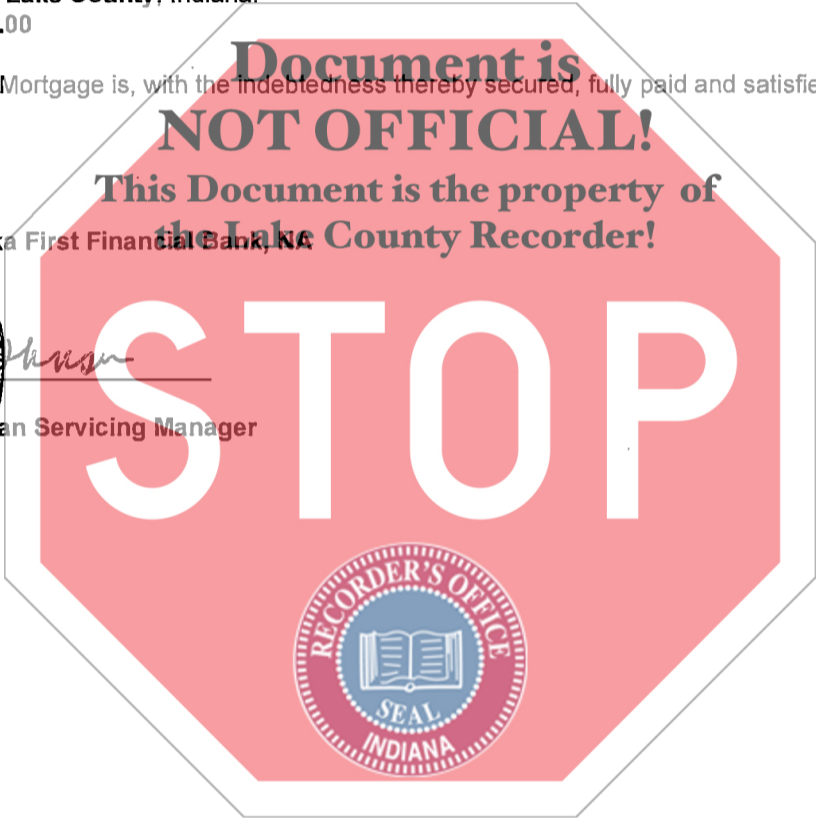 Lake County, Indiana.
.00
Document is
Mortgage is, with the indebtedness thereby secured, fully paid and satisfie
NOT OFFICIAL!
This Document is the property of
the Lake County Recorder!
a First Financial Bank, NA
STOP
an Servicing Manager
RECORDER'S OFFICE
SEAL
INDIANA